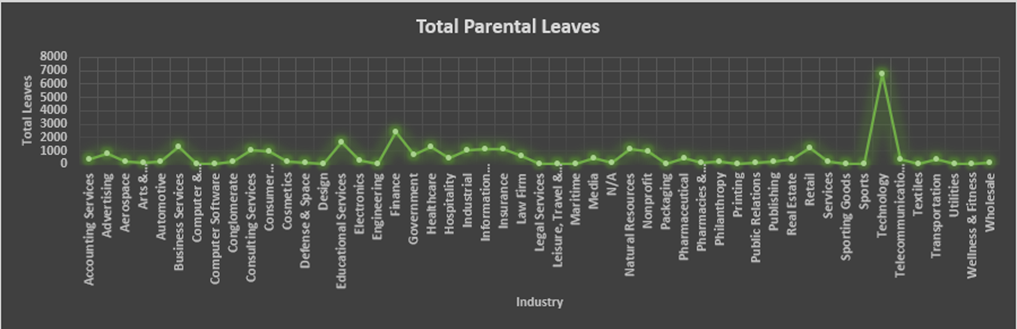 Total Parental Leaves
Total Leaves
8000
7000
6000
5000
4000
3000
2000
1000
0
Accounting Services
Advertising
Aerospace
Arts &…
Automotive
Business Services
Computer &…
Computer Software
Conglomerate
Consulting Services
Consumer…
Cosmetics
Defense & Space
Design
Educational Services
Electronics
Engineering
Finance
Government
Healthcare
Hospitality
Industrial
Information…
Insurance
Law Firm
Legal Services
Leisure, Travel &…
Maritime
Media
N/A
Natural Resources
Nonprofit
Packaging
Pharmaceutical
Pharmacies &…
Philanthropy
Printing
Public Relations
Publishing
Real Estate
Retail
Services
Sporting Goods
Sports
Technology
Telecommunicatio…
Textiles
Transportation
Utilities
Wellness & Fitness
Wholesale
Industry